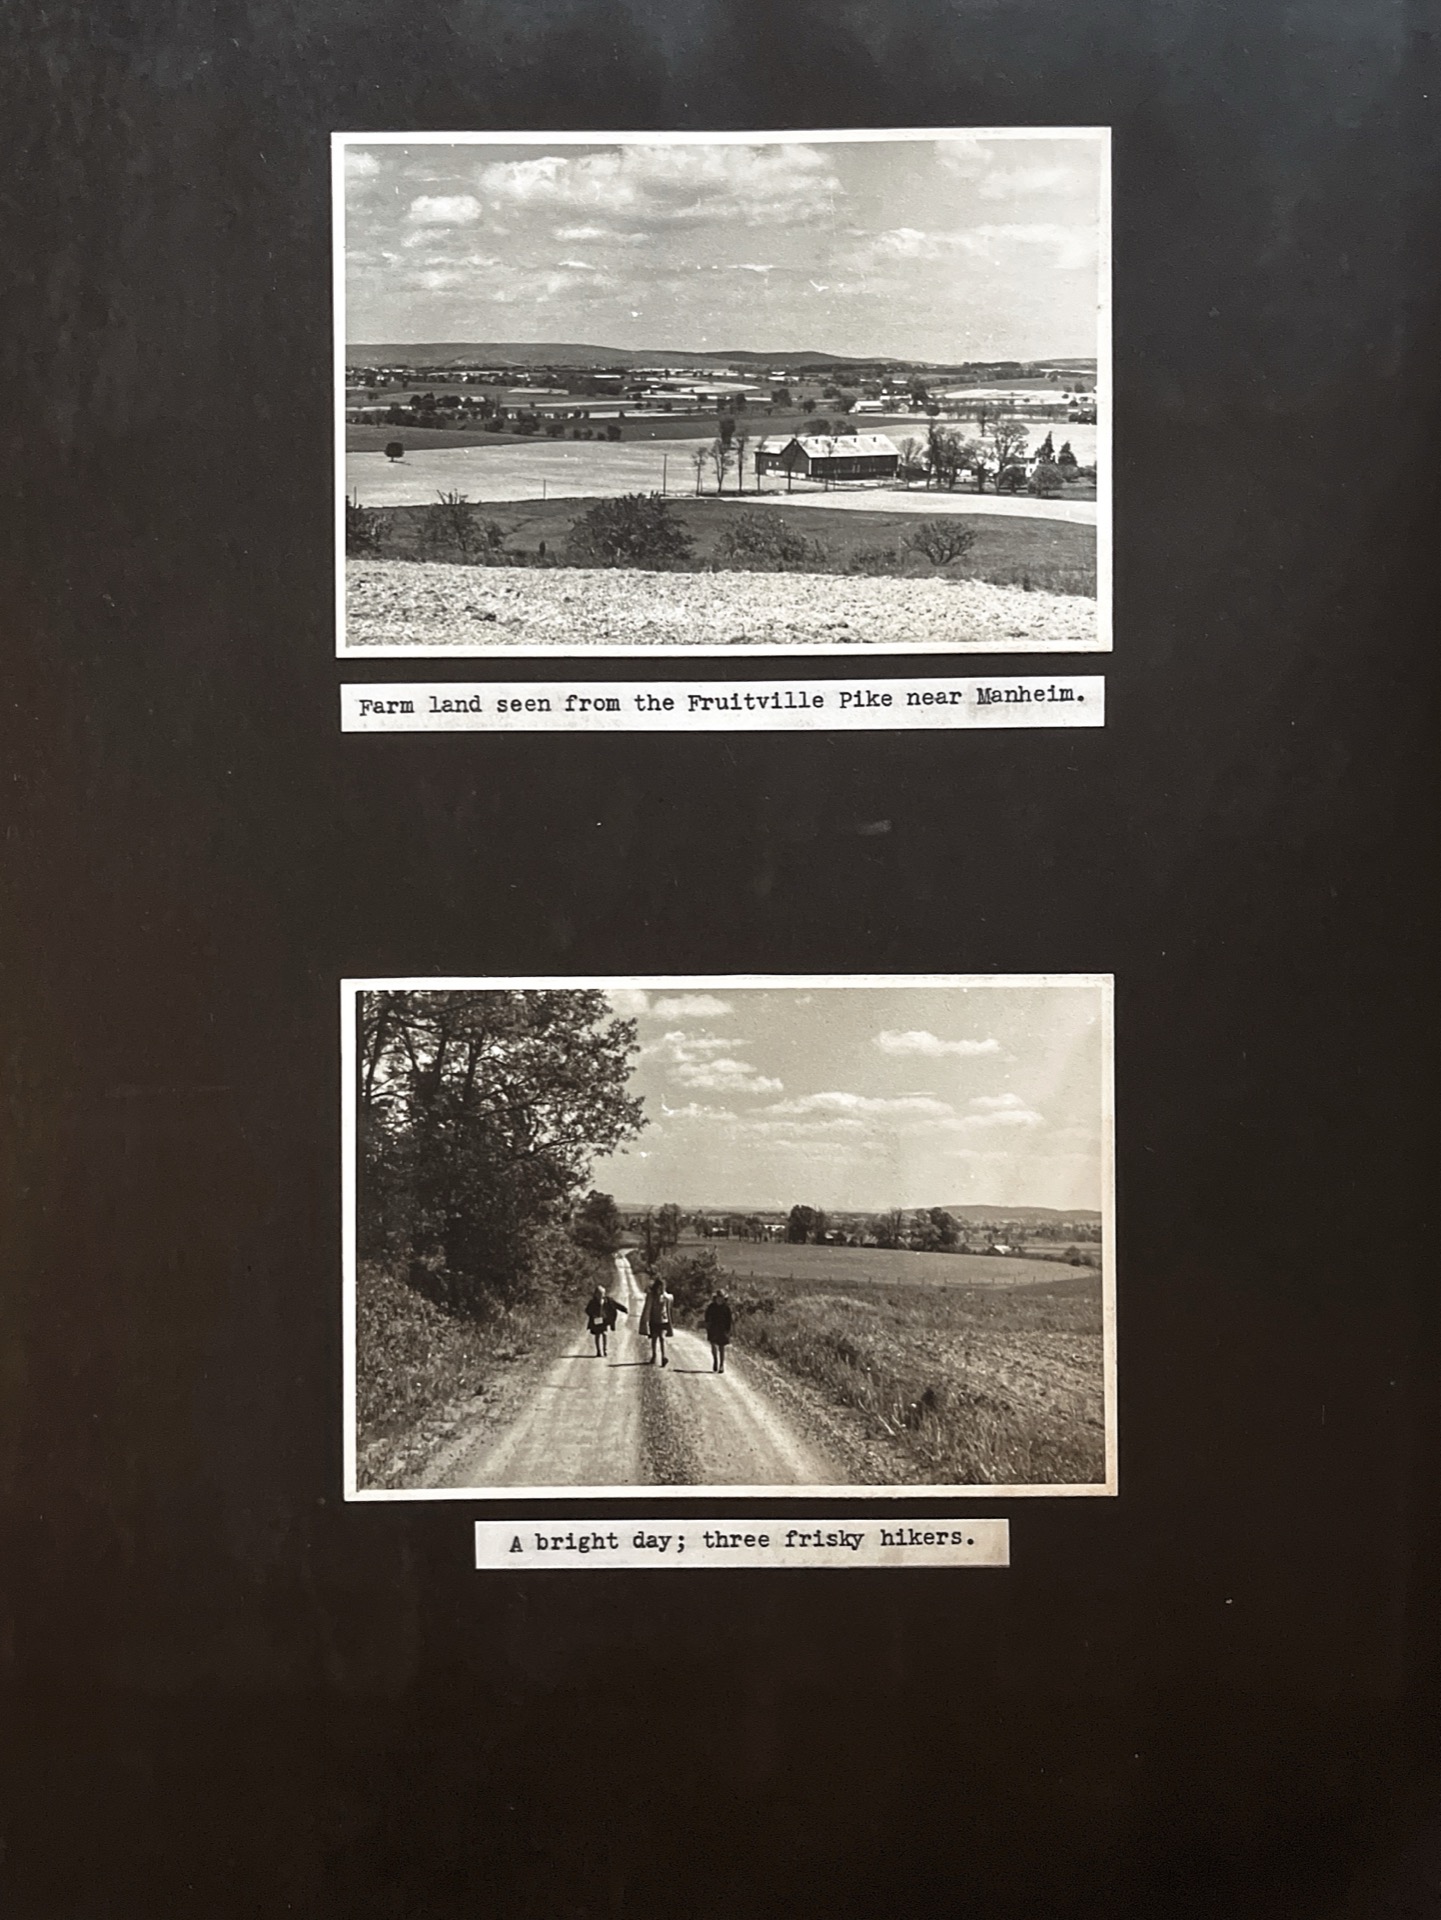 Farm land seen from the Fruitville Pike near Manheim.
A bright day; three frisky hikers.